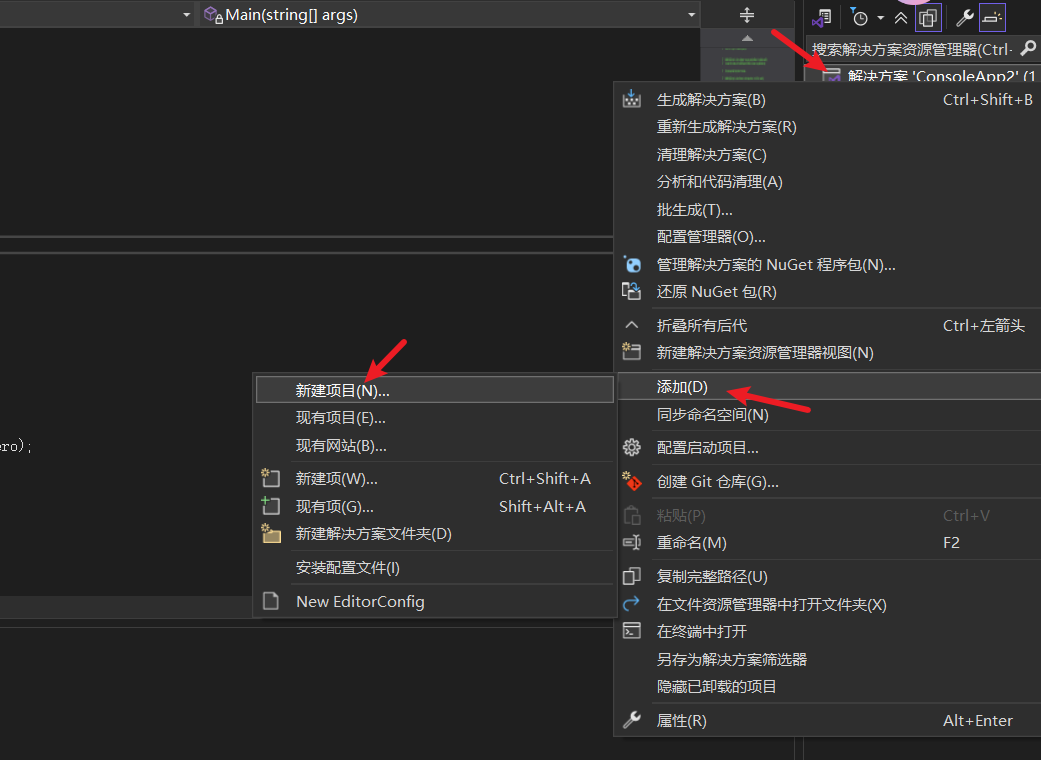 Main(string[] args)
搜索解决方案资源管理器(Ctrl-
解决方案 'ConsoleApp2' (1
生成解决方案(B) Ctrl+Shift+B
重新生成解决方案(R)
清理解决方案(C)
分析和代码清理(A)
批生成(T)...
配置管理器(O)...
管理解决方案的 NuGet 程序包(N)...
还原 NuGet 包(R)
折叠所有后代 Ctrl+左箭头
新建解决方案资源管理器视图(N)
添加(D)
同步命名空间(N)
配置启动项目...
创建 Git 仓库(G)...
粘贴(P) Ctrl+V
重命名(M) F2
复制完整路径(U)
在文件资源管理器中打开文件夹(X)
在终端中打开
另存为解决方案筛选器
隐藏已卸载的项目
属性(R) Alt+Enter
新建项目(N)...
现有项目(E)...
现有网站(B)...
新建项(W)... Ctrl+Shift+A
现有项(G)... Shift+Alt+A
新建解决方案文件夹(D)
安装配置文件(I)
New EditorConfig
ero);